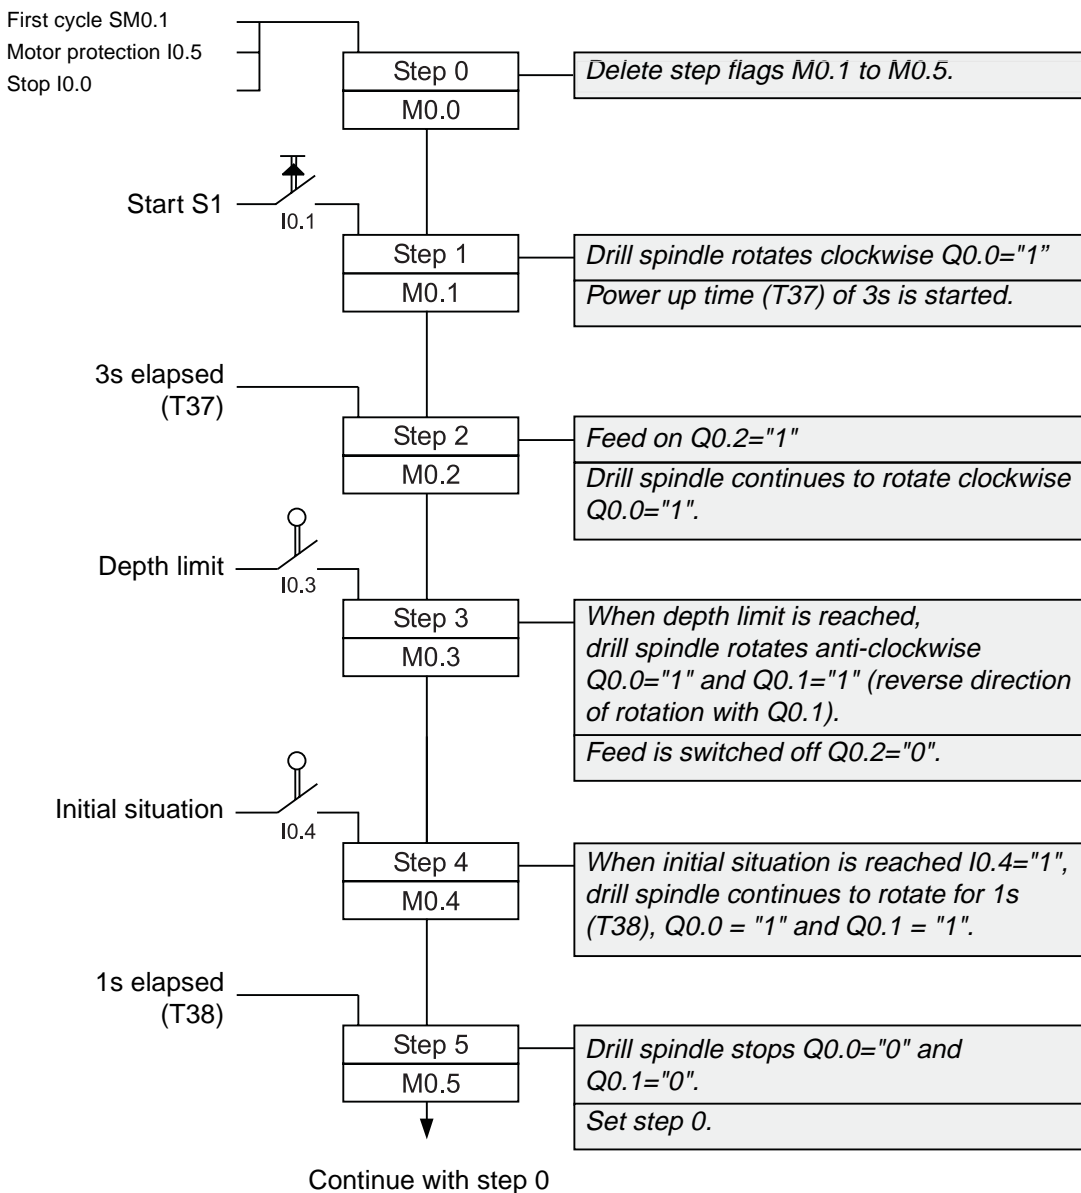 First cycle SM0.1
Motor protection I0.5
Stop I0.0
Step 0
M0.0
Delete step flags M0.1 to M0.5.
Start S1
I0.1
Step 1
M0.1
Drill spindle rotates clockwise Q0.0="1”
Power up time (T37) of 3s is started.
3s elapsed
(T37)
Step 2
M0.2
Feed on Q0.2="1"
Drill spindle continues to rotate clockwise
Q0.0="1".
Depth limit
I0.3
Step 3
M0.3
When depth limit is reached,
drill spindle rotates anti-clockwise
Q0.0="1" and Q0.1="1" (reverse direction
of rotation with Q0.1).
Feed is switched off Q0.2="0".
Initial situation
I0.4
Step 4
M0.4
When initial situation is reached I0.4="1",
drill spindle continues to rotate for 1s
(T38), Q0.0 = "1" and Q0.1 = "1".
1s elapsed
(T38)
Step 5
M0.5
Drill spindle stops Q0.0="0" and
Q0.1="0".
Set step 0.
Continue with step 0